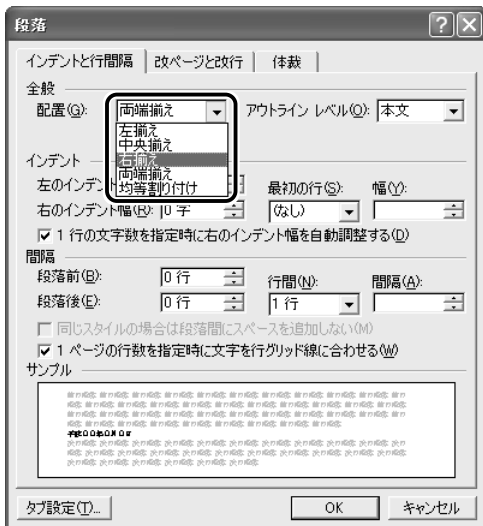 段落
インデントと行間隔 改ページと改行 体裁
全般
配置(G): 両端揃え アウトライン レベル(O): 本文
左揃え
中央揃え
右揃え
両端揃え
均等割り付け
インデント
左のインデント 最初の行(S): 幅(Y):
右のインデント幅(R): 0 字 (なし)
1 行の文字数を指定時に右のインデント幅を自動調整する(D)
間隔
段落前(B): 0 行 行間(N): 間隔(A):
段落後(E): 0 行 1 行
同じスタイルの場合は段落間にスペースを追加しない(M)
1 ページの行数を指定時に文字を行グリッド線に合わせる(W)
サンプル
タブ設定(T)... OK キャンセル